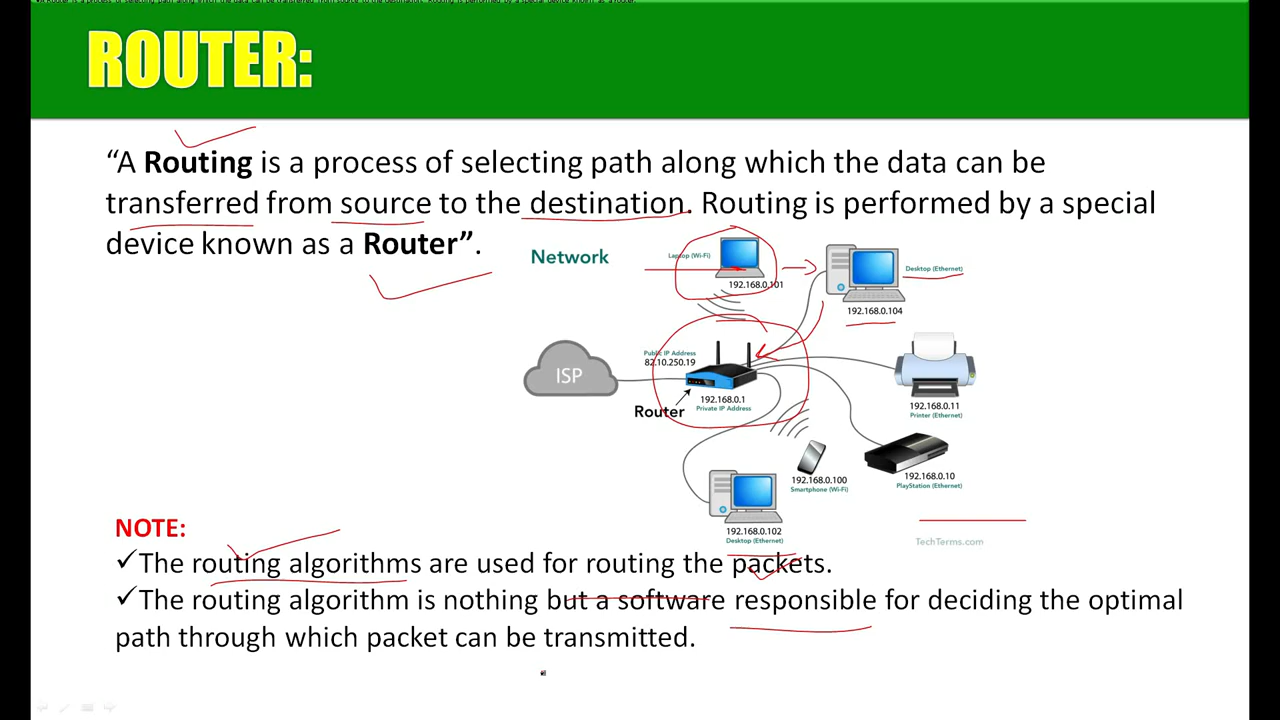 ROUTER:
“A Routing is a process of selecting path along which the data can be
transferred from source to the destination. Routing is performed by a special
device known as a Router”.
Network
Laptop (Wi-Fi)
192.168.0.101
Desktop (Ethernet)
192.168.0.104
Public IP Address
82.10.250.19
ISP
192.168.0.1
Private IP Address
Router
192.168.0.11
Printer (Ethernet)
192.168.0.10
PlayStation (Ethernet)
192.168.0.100
Smartphone (Wi-Fi)
192.168.0.102
Desktop (Ethernet)
TechTerms.com
NOTE:
✓The routing algorithms are used for routing the packets.
✓The routing algorithm is nothing but a software responsible for deciding the optimal
path through which packet can be transmitted.